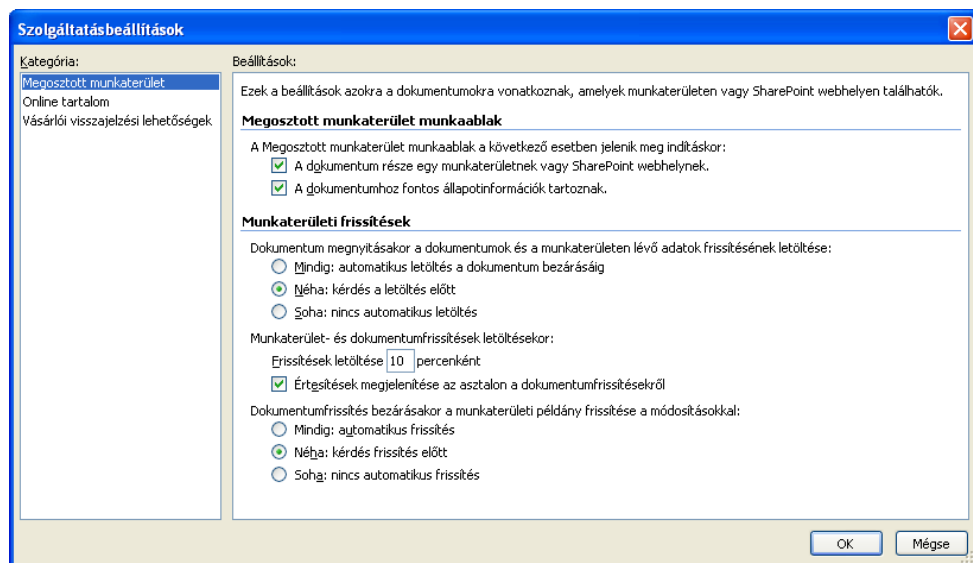 Szolgáltatásbeállítások
Kategória:
Megosztott munkaterület
Online tartalom
Vásárlói visszajelzési lehetőségek
Beállítások:
Ezek a beállítások azokra a dokumentumokra vonatkoznak, amelyek munkaterületen vagy SharePoint webhelyen találhatók.
Megosztott munkaterület munkaablak
A Megosztott munkaterület munkaablak a következő esetben jelenik meg indításkor:
A dokumentum része egy munkaterületnek vagy SharePoint webhelynek.
A dokumentumhoz fontos állapotinformációk tartoznak.
Munkaterületi frissítések
Dokumentum megnyitásakor a dokumentumok és a munkaterületen lévő adatok frissítésének letöltése:
Mindig: automatikus letöltés a dokumentum bezárásáig
Néha: kérdés a letöltés előtt
Soha: nincs automatikus letöltés
Munkaterület- és dokumentumfrissítések letöltésekor:
Frissítések letöltése 10 percenként
Értesítések megjelenítése az asztalon a dokumentumfrissítésekről
Dokumentumfrissítés bezárásakor a munkaterületi példány frissítése a módosításokkal:
Mindig: automatikus frissítés
Néha: kérdés frissítés előtt
Soha: nincs automatikus frissítés
OK
Mégse